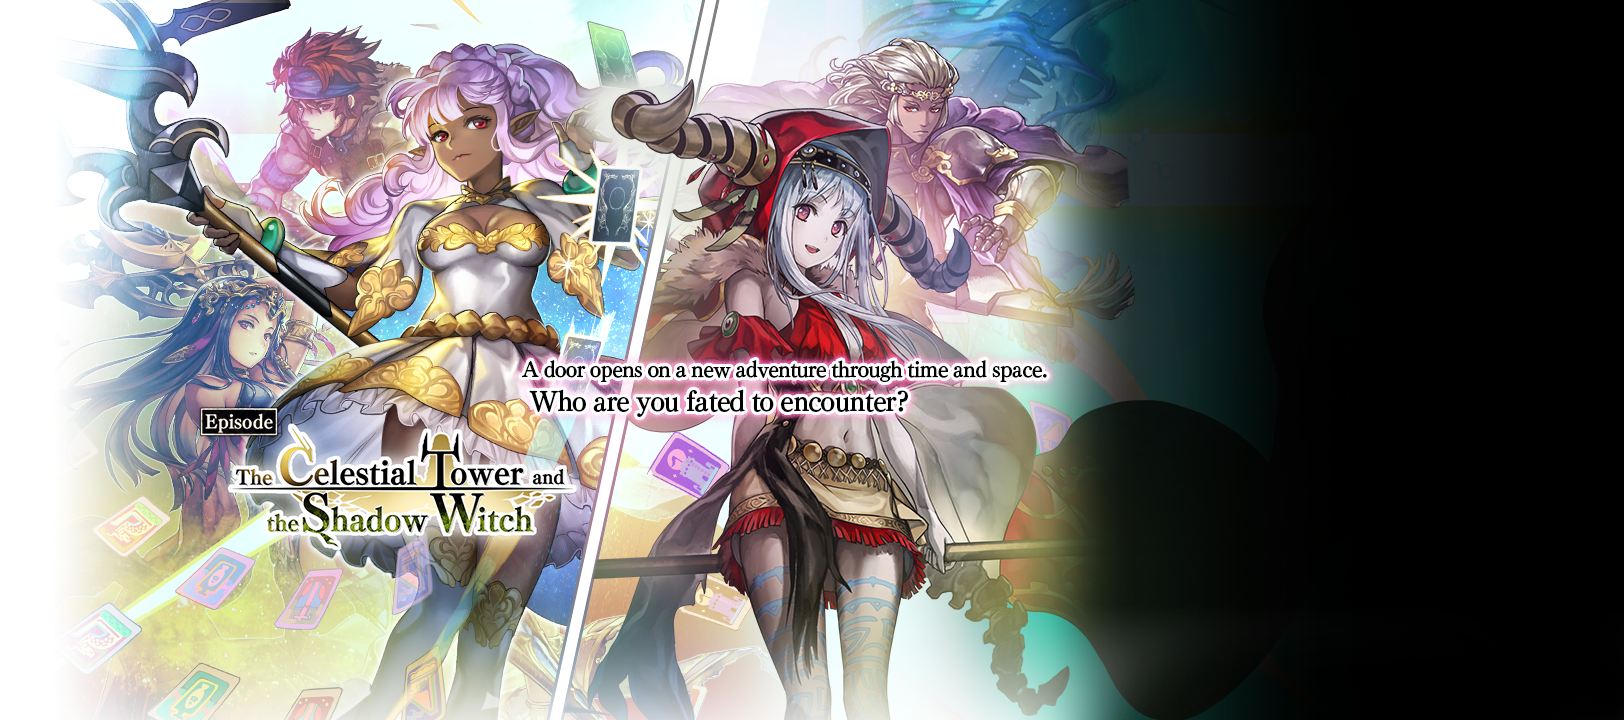 A door opens on a new adventure through time and space.
Who are you fated to encounter?
Episode
The Celestial Tower and
the Shadow Witch